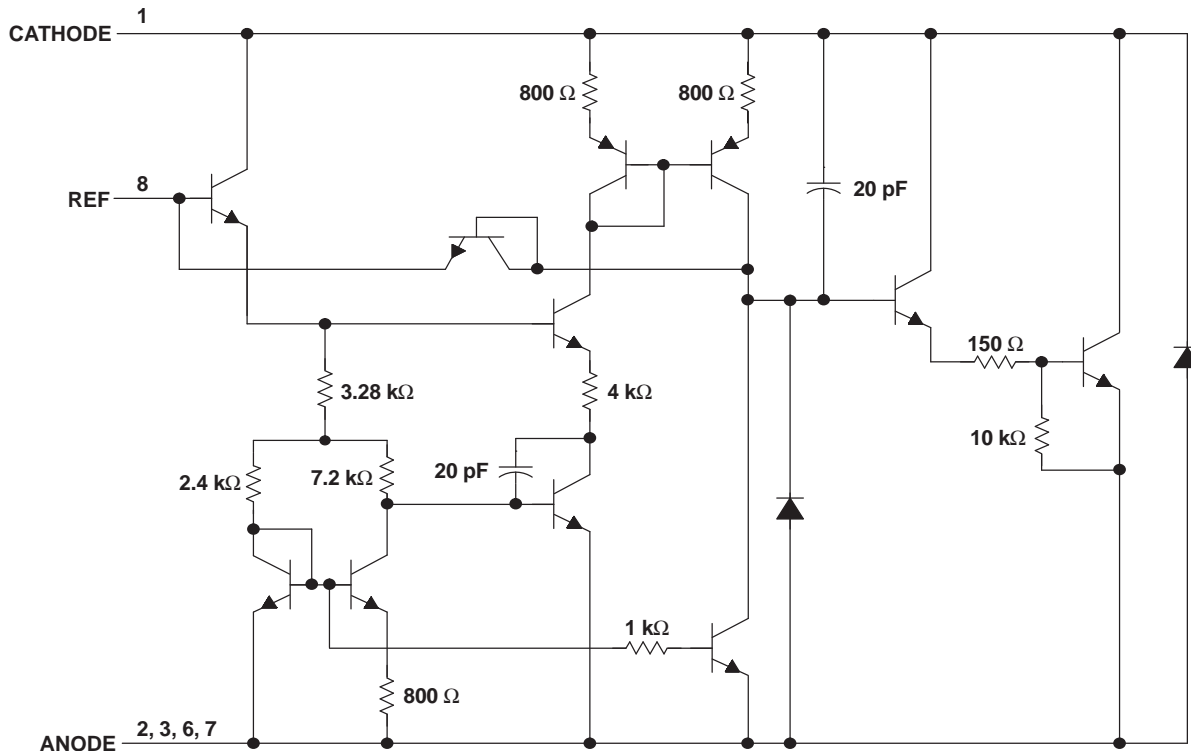 CATHODE 1
800 Ω 800 Ω
REF 8
20 pF
150 Ω
3.28 kΩ 4 kΩ
10 kΩ
2.4 kΩ 7.2 kΩ 20 pF
1 kΩ
800 Ω
ANODE 2, 3, 6, 7